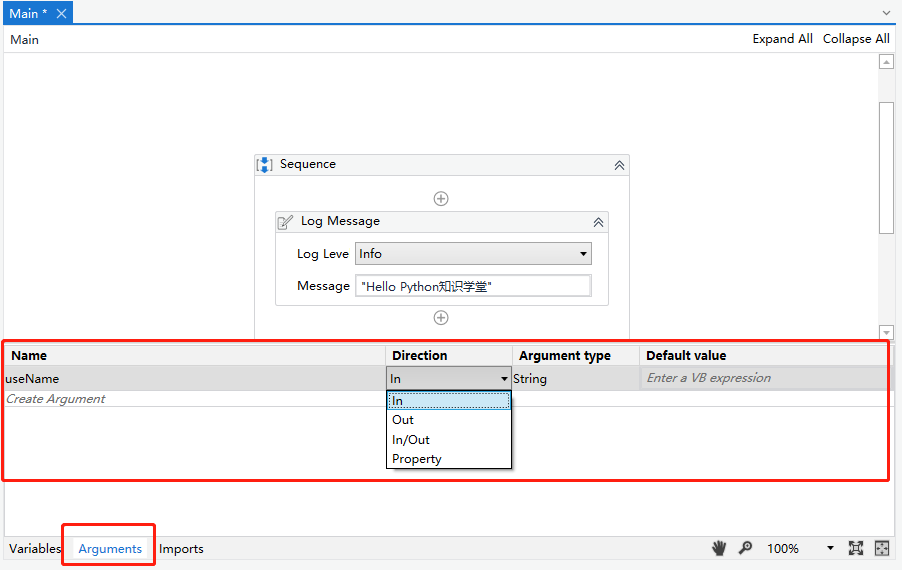 Main *
Main Expand All Collapse All
Sequence
Log Message
Log Leve Info
Message "Hello Python知识学堂"
Name Direction Argument type Default value
useName In String Enter a VB expression
Create Argument
In
Out
In/Out
Property
Variables Arguments Imports 100%